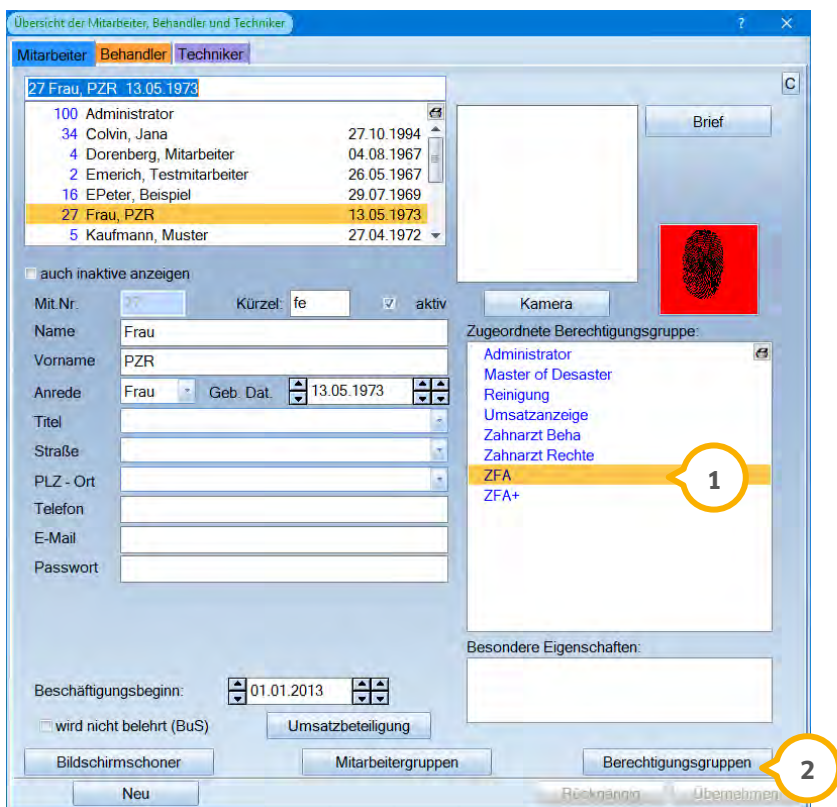 Übersicht der Mitarbeiter, Behandler und Techniker ? ×
Mitarbeiter Behandler Techniker
27 Frau, PZR 13.05.1973 C
100 Administrator
34 Colvin, Jana 27.10.1994
4 Dorenberg, Mitarbeiter 04.08.1967
2 Emerich, Testmitarbeiter 26.05.1967
16 EPeter, Beispiel 29.07.1969
27 Frau, PZR 13.05.1973
5 Kaufmann, Muster 27.04.1972
Brief
auch inaktive anzeigen
Mit.Nr. 27 Kürzel: fe aktiv
Kamera
Name Frau
Vorname PZR
Anrede Frau Geb. Dat. 13.05.1973
Titel
Straße
PLZ - Ort
Telefon
E-Mail
Passwort
Zugeordnete Berechtigungsgruppe:
Administrator
Master of Desaster
Reinigung
Umsatzanzeige
Zahnarzt Beha
Zahnarzt Rechte
ZFA
ZFA+
1
Besondere Eigenschaften:
Beschäftigungsbeginn: 01.01.2013
wird nicht belehrt (BuS) Umsatzbeteiligung
Bildschirmschoner Mitarbeitergruppen Berechtigungsgruppen
2
Neu Rückgängig Übernehmen